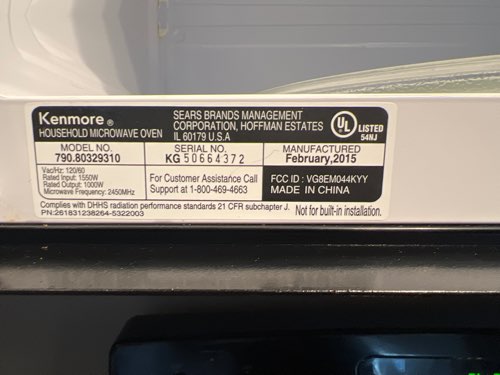 Kenmore ®
HOUSEHOLD MICROWAVE OVEN
SEARS BRANDS MANAGEMENT
CORPORATION, HOFFMAN ESTATES
IL 60179 U.S.A
UL LISTED
54NJ
MODEL NO.
790.80329310
SERIAL NO.
KG 50664372
MANUFACTURED
February,2015
Vac/Hz: 120/60
Rated Input: 1550W
Rated Output: 1000W
Microwave Frequency: 2450MHz
For Customer Assistance Call
Support at 1-800-469-4663
FCC ID : VG8EM044KYY
MADE IN CHINA
Complies with DHHS radiation performance standards 21 CFR subchapter J.
PN:261831238264-5322003
Not for built-in installation.